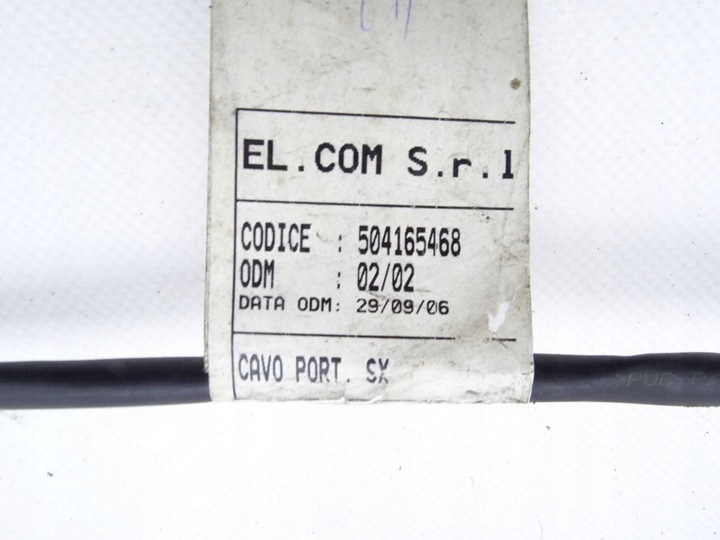 EL.COM S.r.l
CODICE : 504165468
ODM : 02/02
DATA ODM: 29/09/06
CAVO PORT. SX